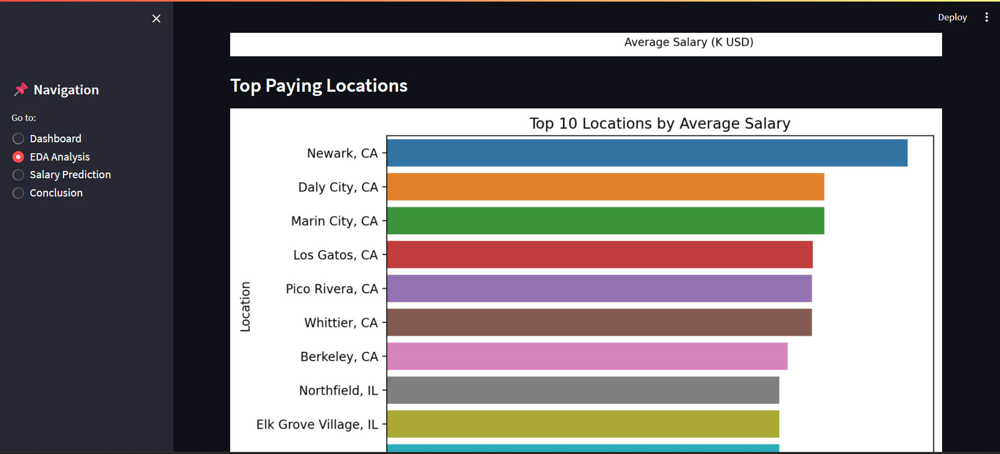 Deploy
📌 Navigation
Go to:
Dashboard
EDA Analysis
Salary Prediction
Conclusion
Average Salary (K USD)
Top Paying Locations
Top 10 Locations by Average Salary
Location
Newark, CA
Daly City, CA
Marin City, CA
Los Gatos, CA
Pico Rivera, CA
Whittier, CA
Berkeley, CA
Northfield, IL
Elk Grove Village, IL